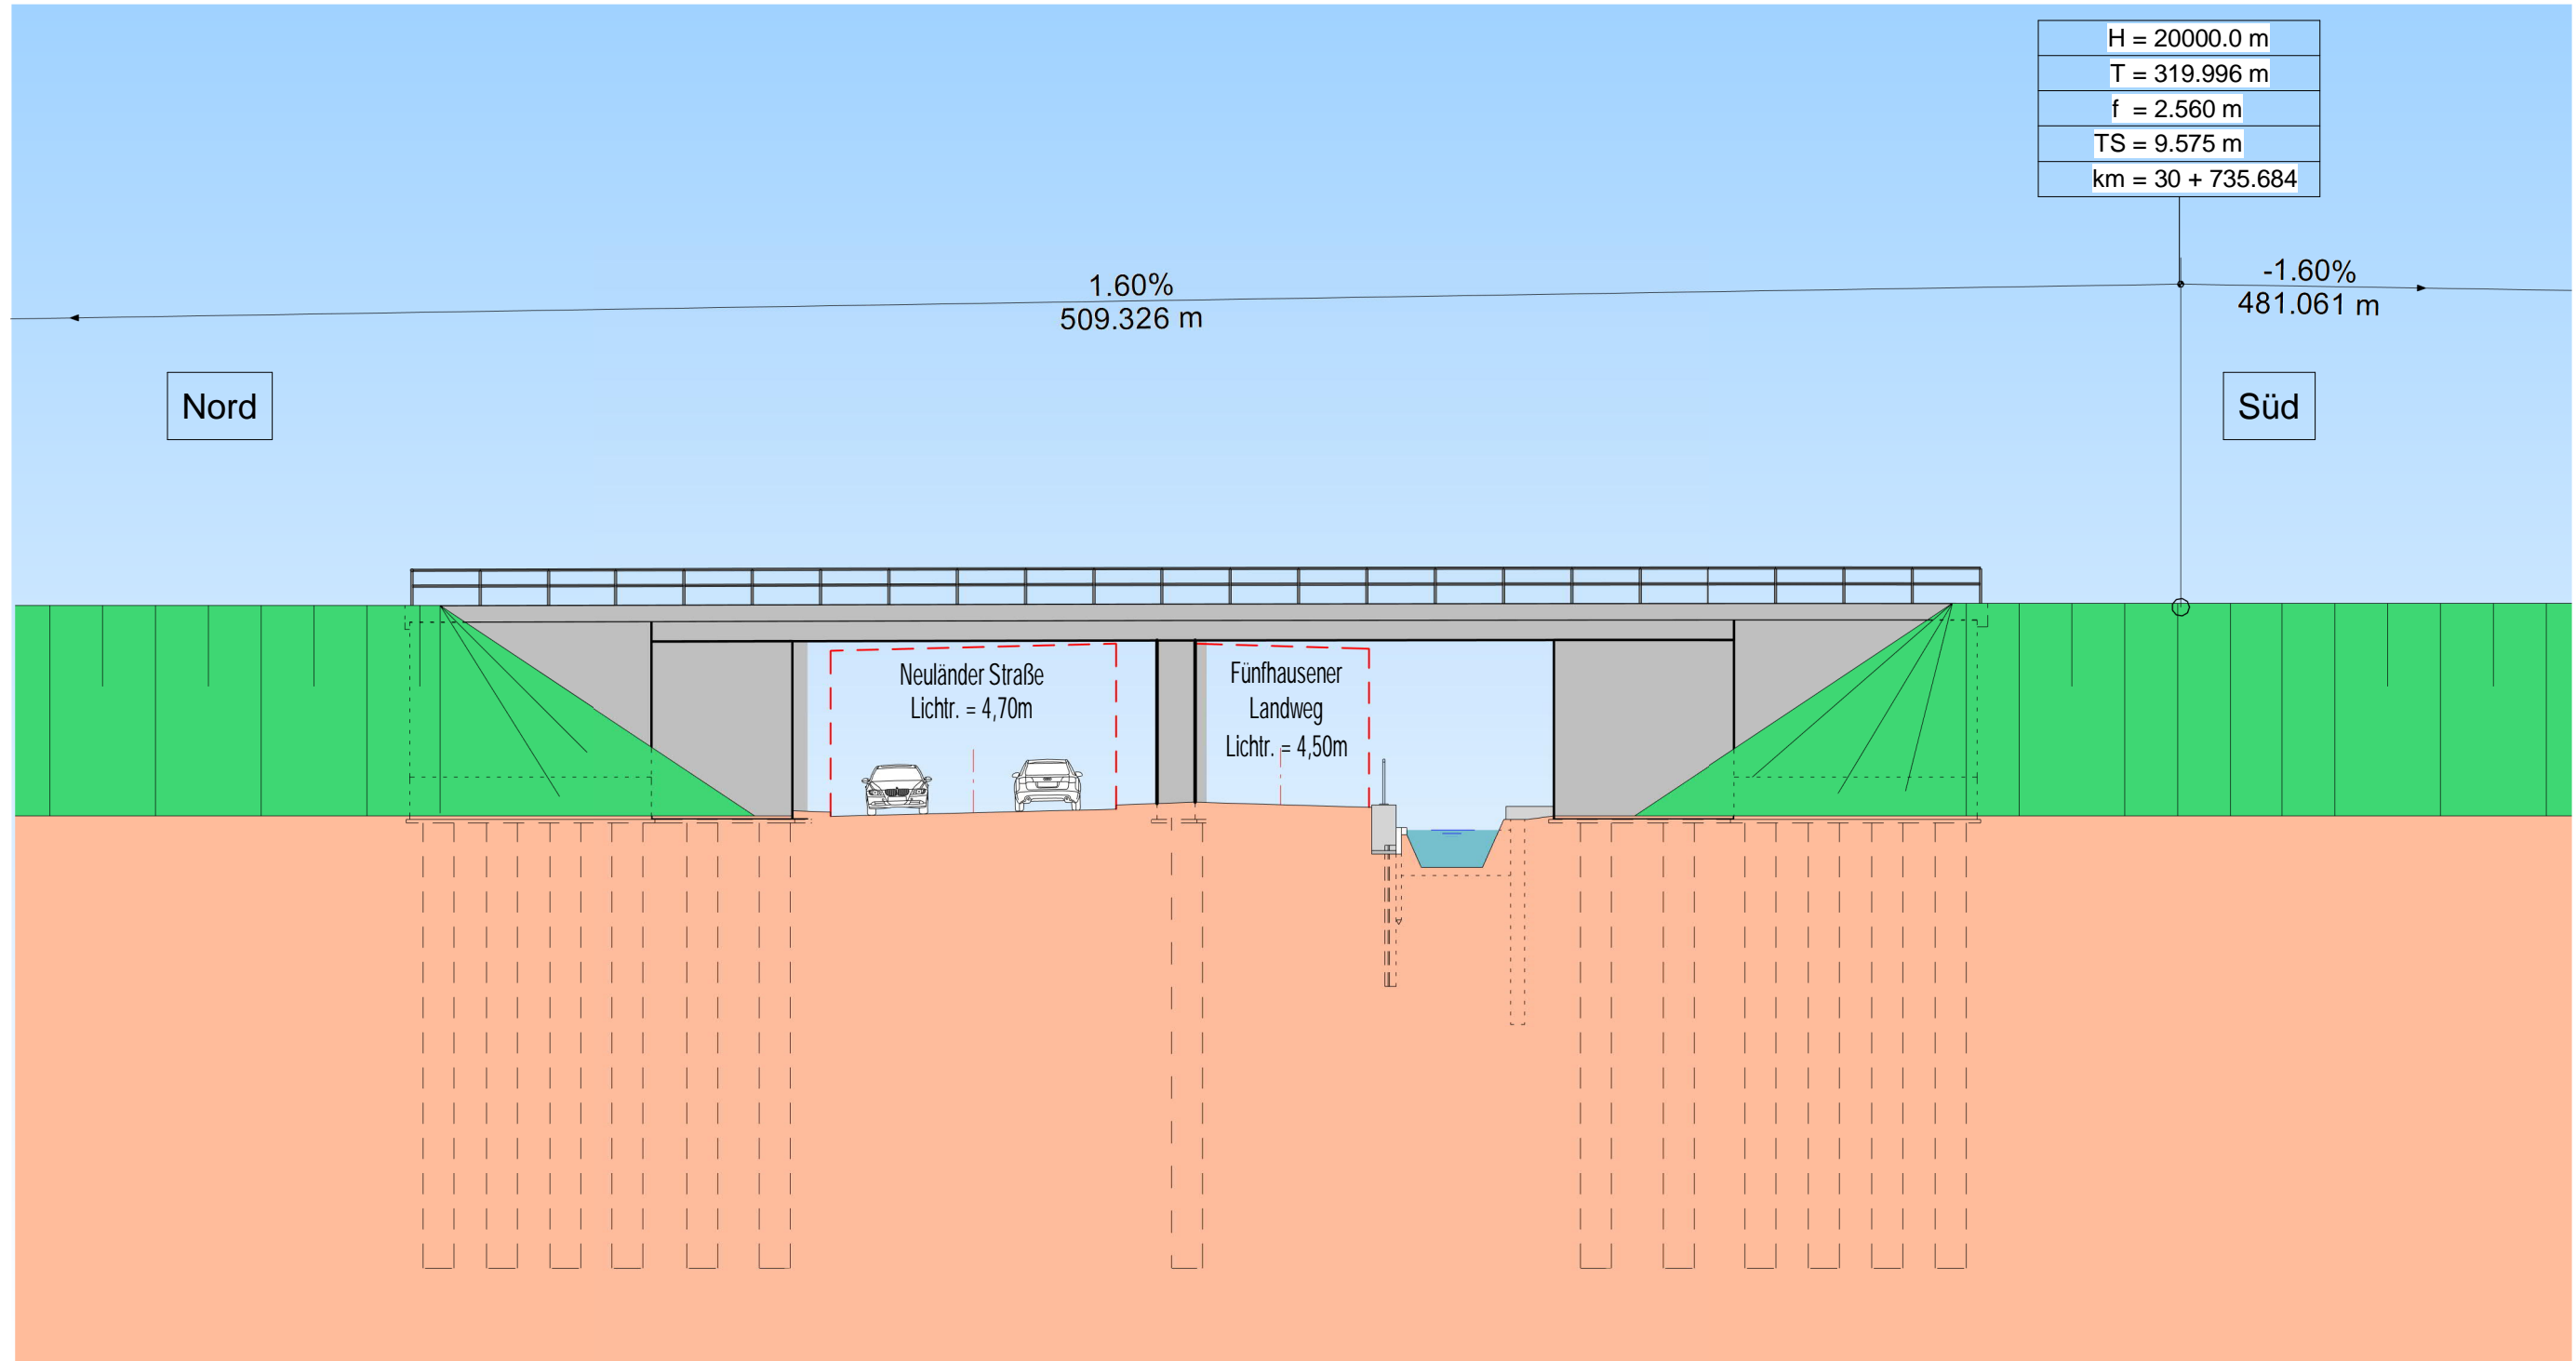 H = 20000.0 m
T = 319.996 m
f = 2.560 m
TS = 9.575 m
km = 30 + 735.684
1.60%
509.326 m
-1.60%
481.061 m
Nord
Süd
Neuländer Straße
Lichtr. = 4,70m
Fünfhausener
Landweg
Lichtr. = 4,50m